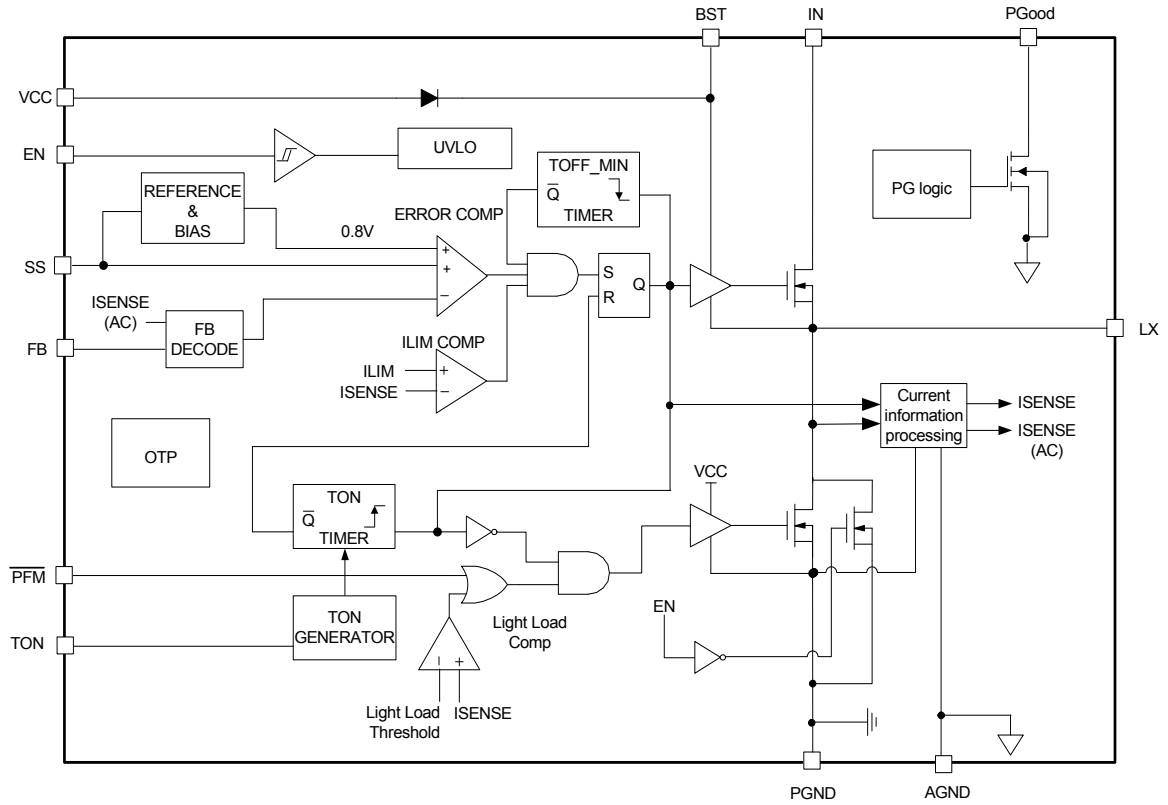 BST
IN
PGood
VCC
EN
UVLO
TOFF_MIN
Q̅
TIMER
PG logic
REFERENCE
&
BIAS
ERROR COMP
0.8V
+
+
−
SS
S
R
Q
ISENSE
(AC)
FB
DECODE
FB
LX
ILIM COMP
ILIM
ISENSE
+
−
Current
information
processing
ISENSE
ISENSE
(AC)
OTP
VCC
TON
Q̅
TIMER
P̅F̅M̅
TON
GENERATOR
TON
Light Load
Comp
EN
− +
Light Load
Threshold
ISENSE
PGND
AGND